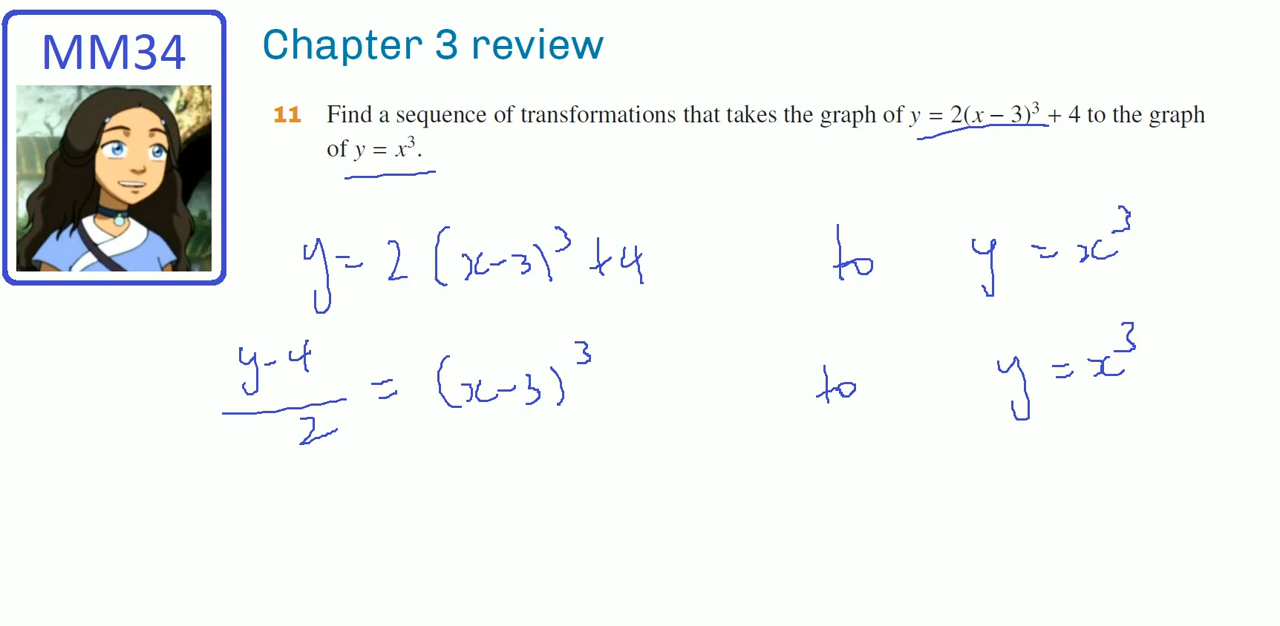 MM34
Chapter 3 review
11 Find a sequence of transformations that takes the graph of y = 2(x − 3)³ + 4 to the graph
of y = x³.
y = 2 (x-3)³ + 4 to y = x³
y-4/2 = (x-3)³ to y = x³